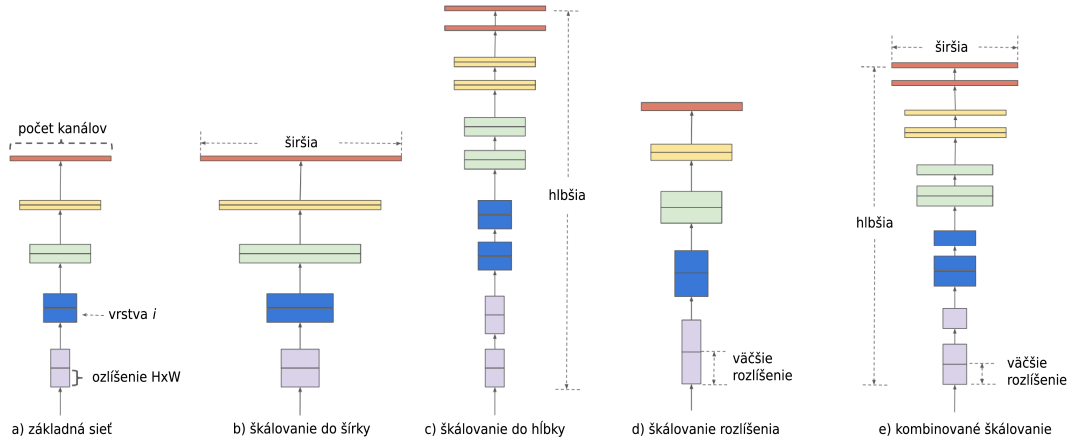 počet kanálov
vrstva i
ozlíšenie HxW
a) základná sieť
širšia
b) škálovanie do šírky
hlbšia
c) škálovanie do hĺbky
väčšie
rozlíšenie
d) škálovanie rozlíšenia
širšia
hlbšia
väčšie
rozlíšenie
e) kombinované škálovanie